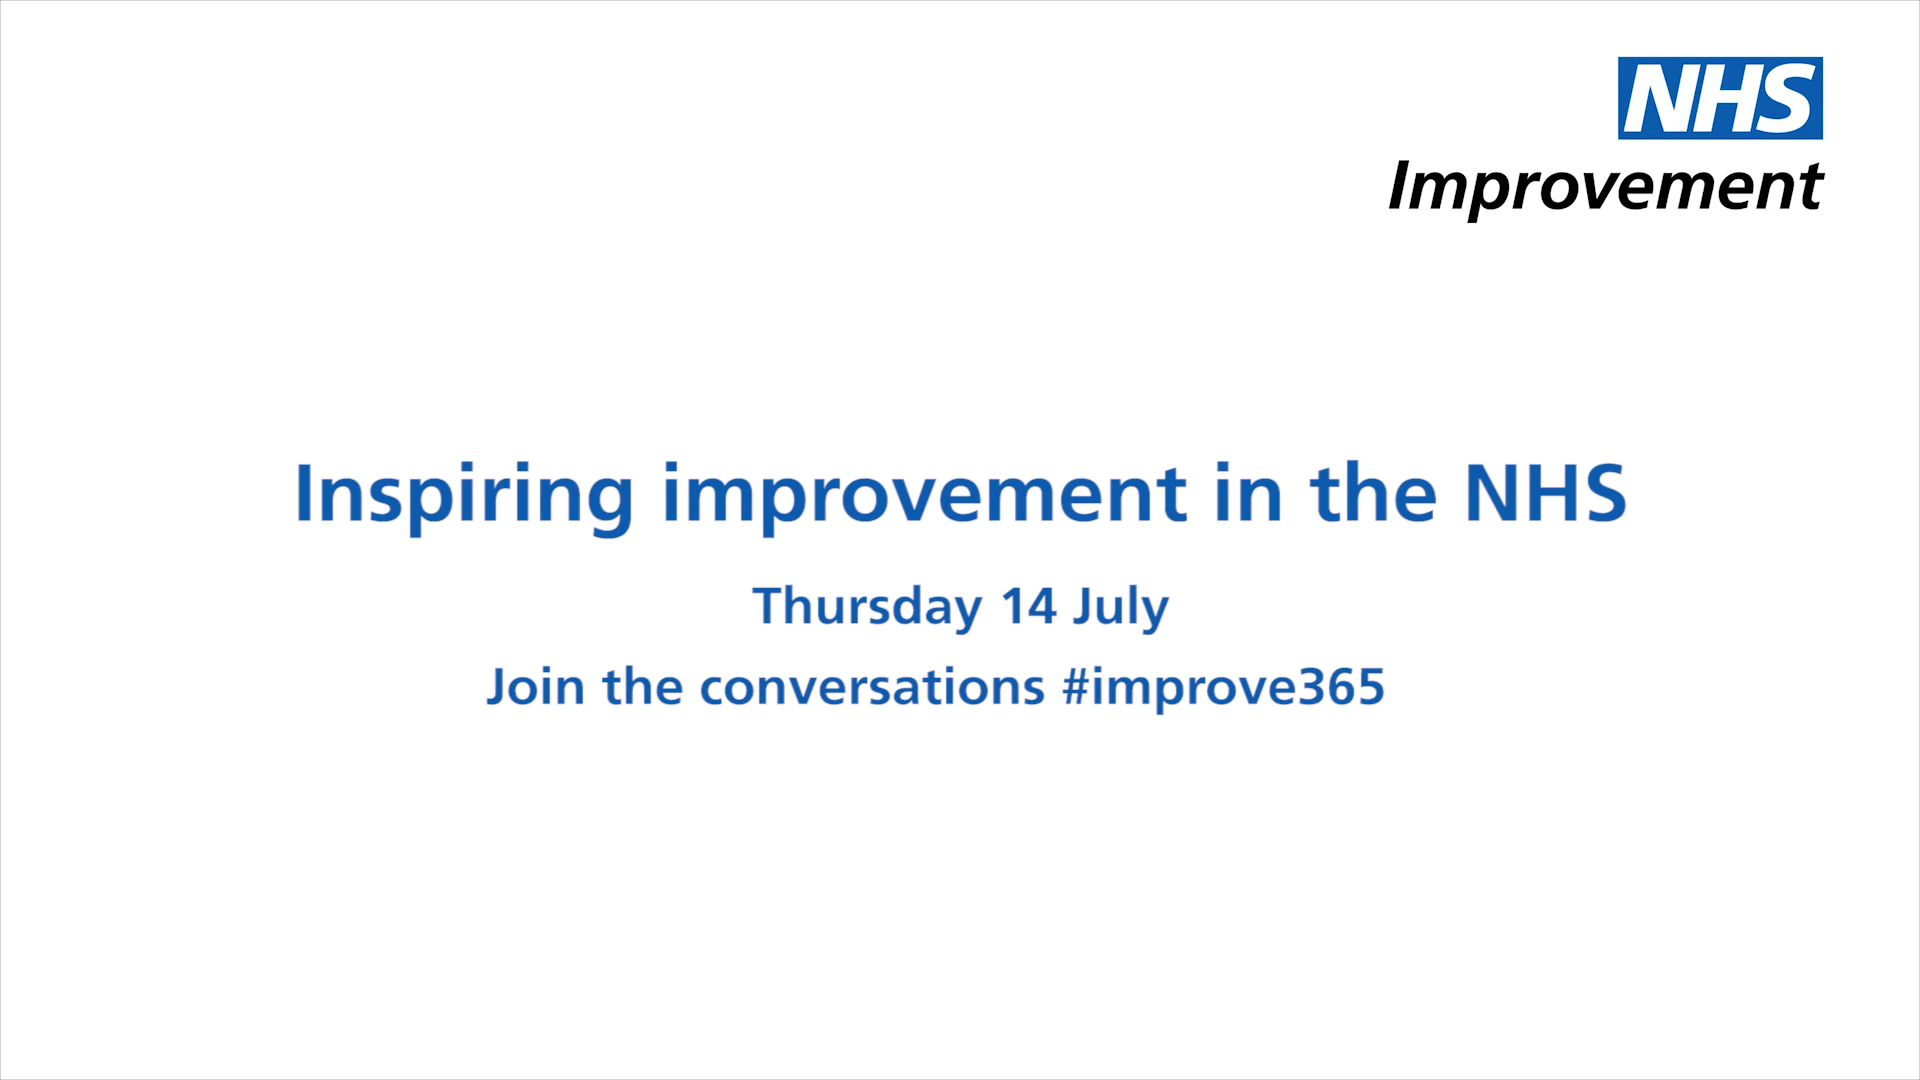 NHS
Improvement
Inspiring improvement in the NHS
Thursday 14 July
Join the conversations #improve365